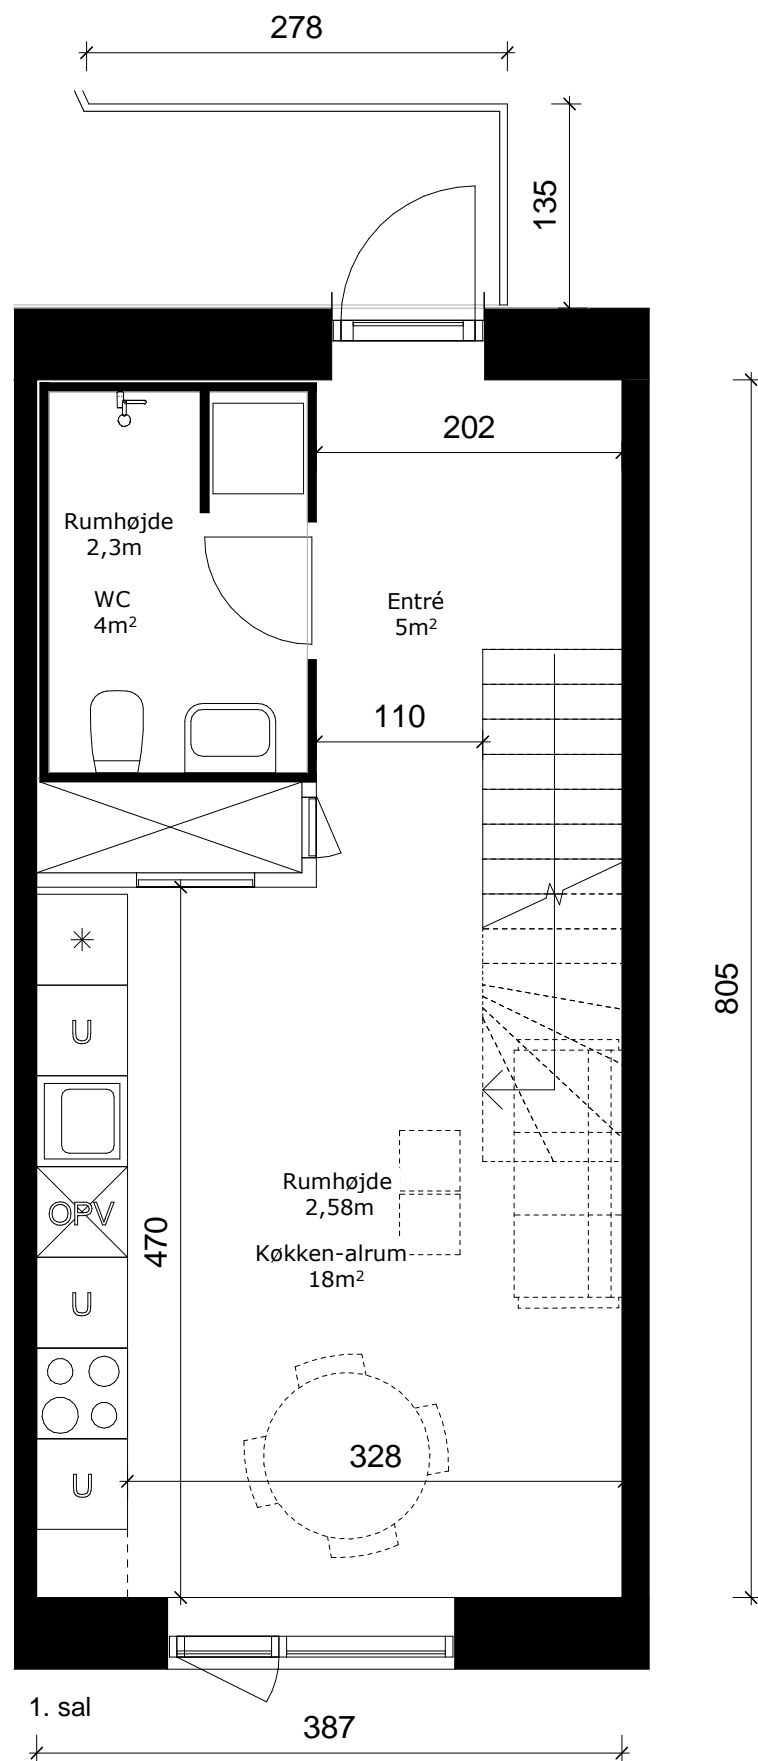 278
135
202
Rumhøjde
2,3m
WC
4m²
Entré
5m²
110
U
805
Rumhøjde
2,58m
OPV
470
Køkken-alrum
18m²
U
328
U
1. sal
387